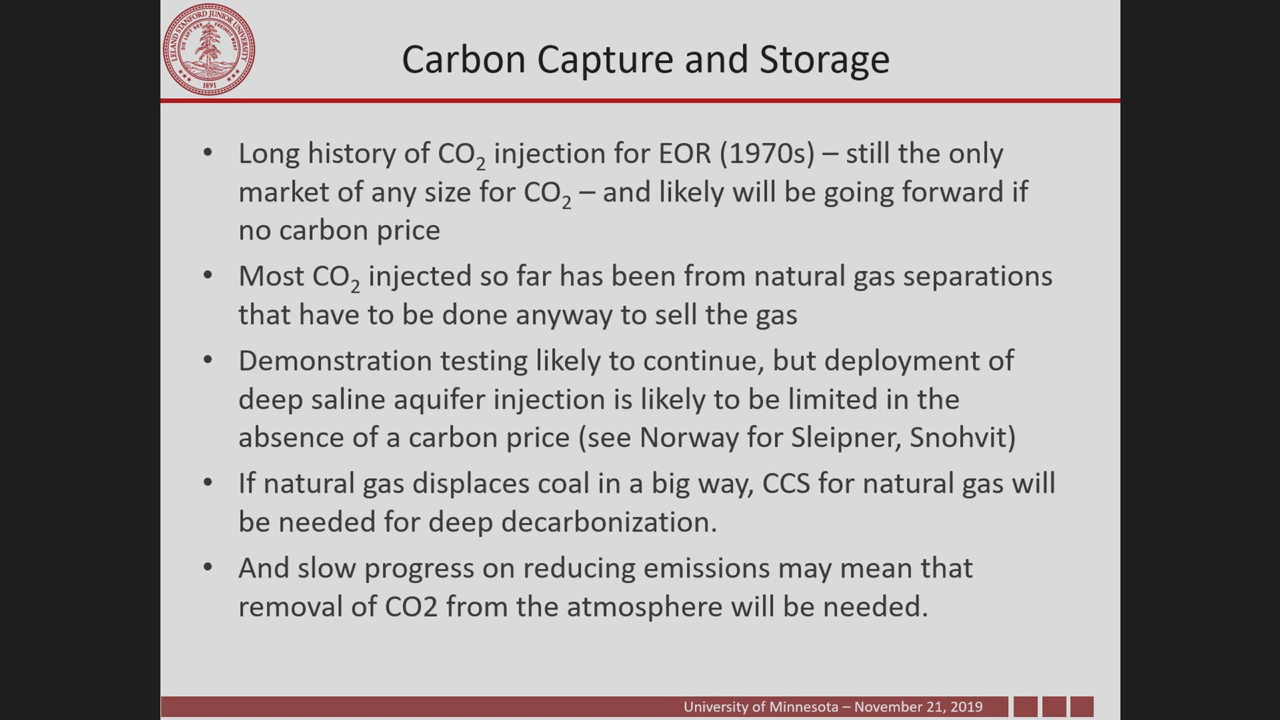 LELAND STANFORD JUNIOR UNIVERSITY
1891
Carbon Capture and Storage
• Long history of CO₂ injection for EOR (1970s) – still the only
market of any size for CO₂ – and likely will be going forward if
no carbon price
• Most CO₂ injected so far has been from natural gas separations
that have to be done anyway to sell the gas
• Demonstration testing likely to continue, but deployment of
deep saline aquifer injection is likely to be limited in the
absence of a carbon price (see Norway for Sleipner, Snohvit)
• If natural gas displaces coal in a big way, CCS for natural gas will
be needed for deep decarbonization.
• And slow progress on reducing emissions may mean that
removal of CO2 from the atmosphere will be needed.
University of Minnesota – November 21, 2019